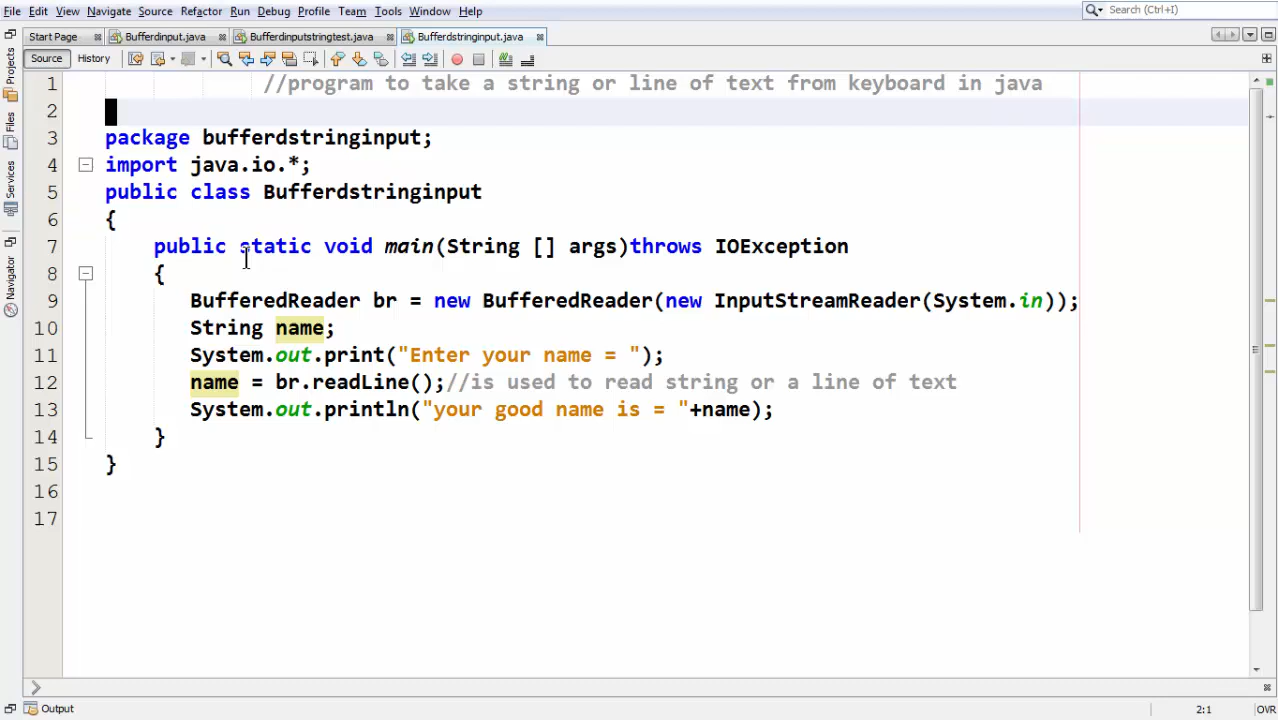 File Edit View Navigate Source Refactor Run Debug Profile Team Tools Window Help
Search (Ctrl+I)
Start Page Bufferdinput.java Bufferdinputstringtest.java Bufferdstringinput.java
Source History
Projects
Files
Services
Navigator
1 //program to take a string or line of text from keyboard in java
2
3 package bufferdstringinput;
4 import java.io.*;
5 public class Bufferdstringinput
6 {
7 public static void main(String [] args)throws IOException
8 {
9 BufferedReader br = new BufferedReader(new InputStreamReader(System.in));
10 String name;
11 System.out.print("Enter your name = ");
12 name = br.readLine();//is used to read string or a line of text
13 System.out.println("your good name is = "+name);
14 }
15 }
16
17
Output
2:1 OVR